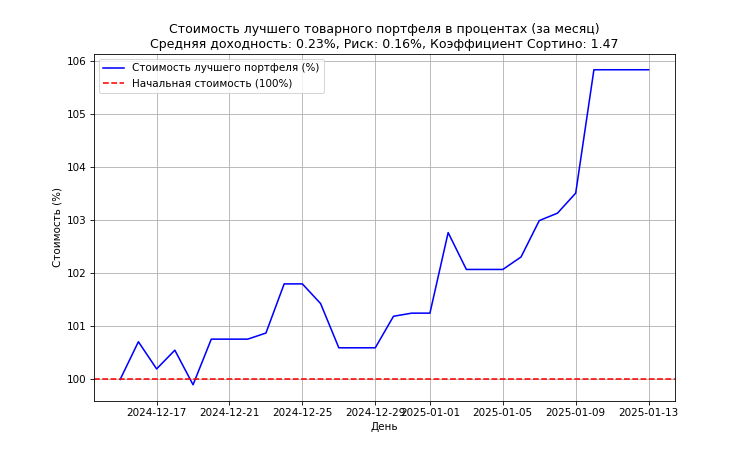 Стоимость лучшего товарного портфеля в процентах (за месяц)
Средняя доходность: 0.23%, Риск: 0.16%, Коэффициент Сортино: 1.47
Стоимость лучшего портфеля (%)
Начальная стоимость (100%)
Стоимость (%)
106
105
104
103
102
101
100
2024-12-17
2024-12-21
2024-12-25
2024-12-29
2025-01-01
2025-01-05
2025-01-09
2025-01-13
День